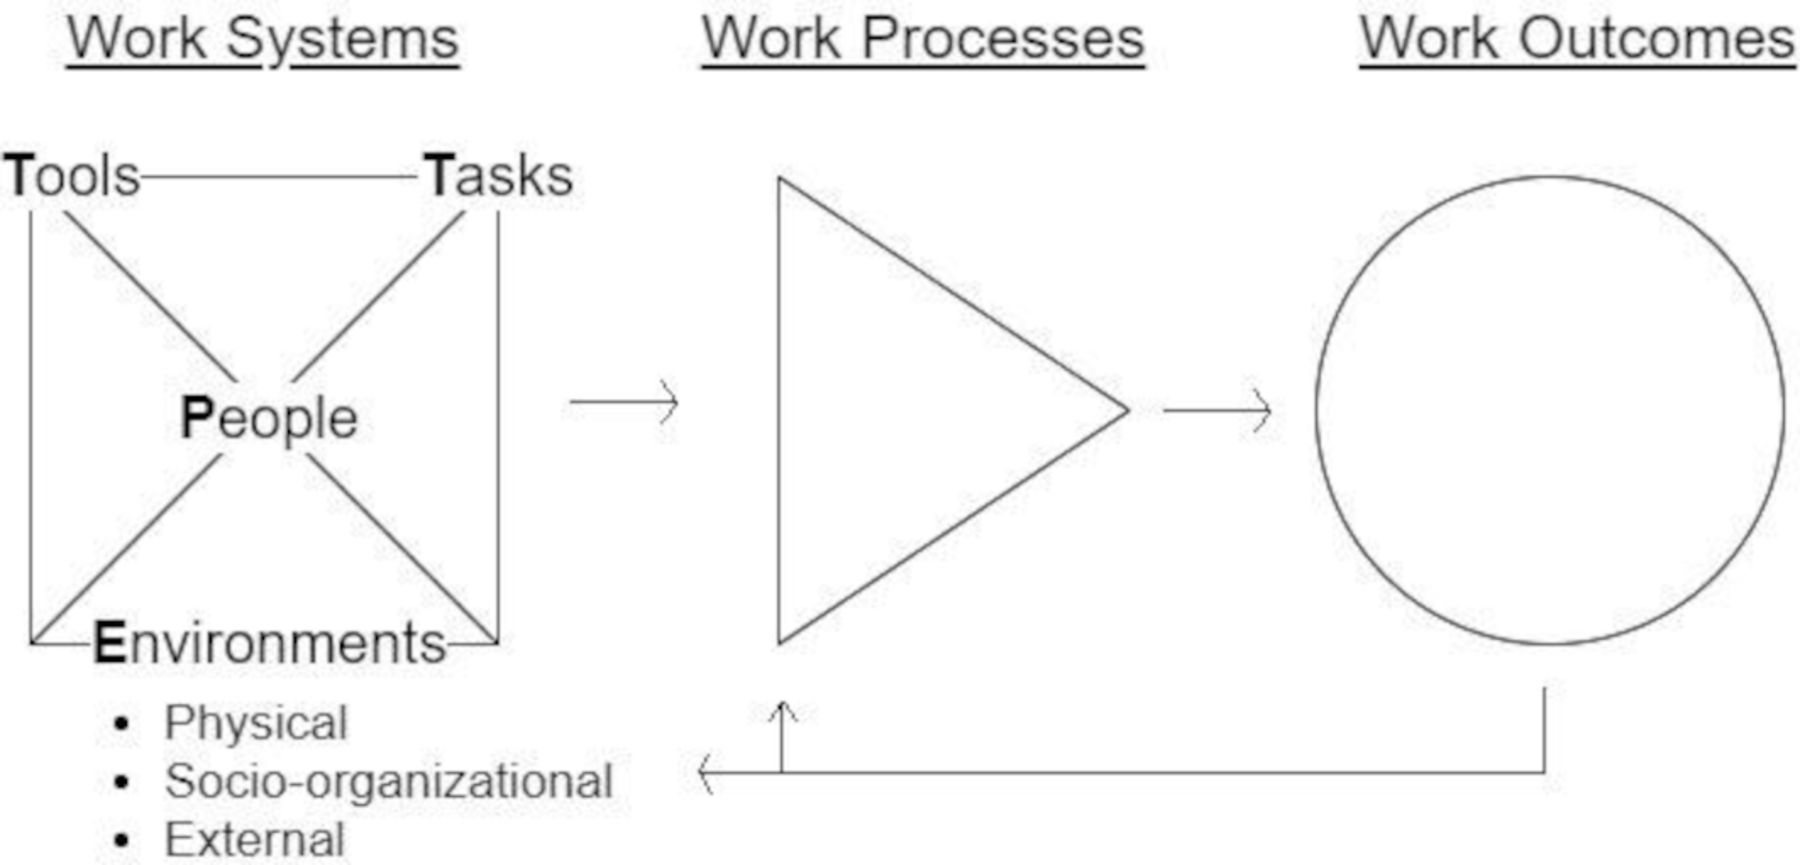 Work Systems
Work Processes
Work Outcomes
Tools
Tasks
People
Environments
• Physical
• Socio-organizational
• External